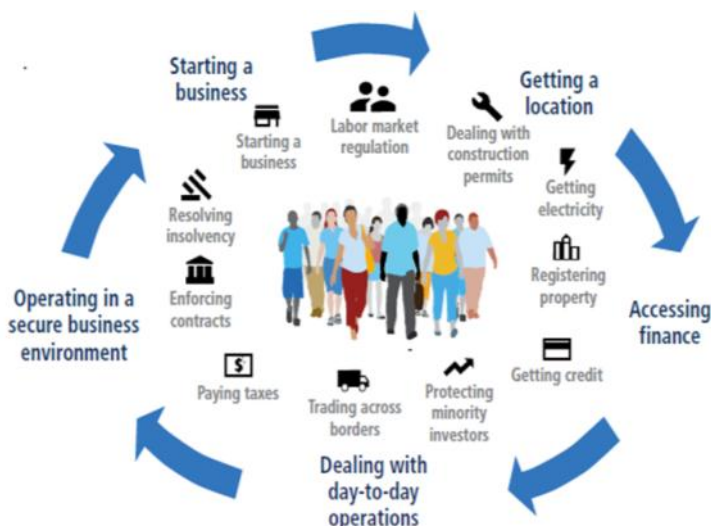 Starting a
business
Getting a
location
Starting a
business
Labor market
regulation
Dealing with
construction
permits
Getting
electricity
Resolving
insolvency
Registering
property
Enforcing
contracts
Operating in a
secure business
environment
Accessing
finance
Getting credit
$
Paying taxes
Trading across
borders
Protecting
minority
investors
Dealing with
day-to-day
operations